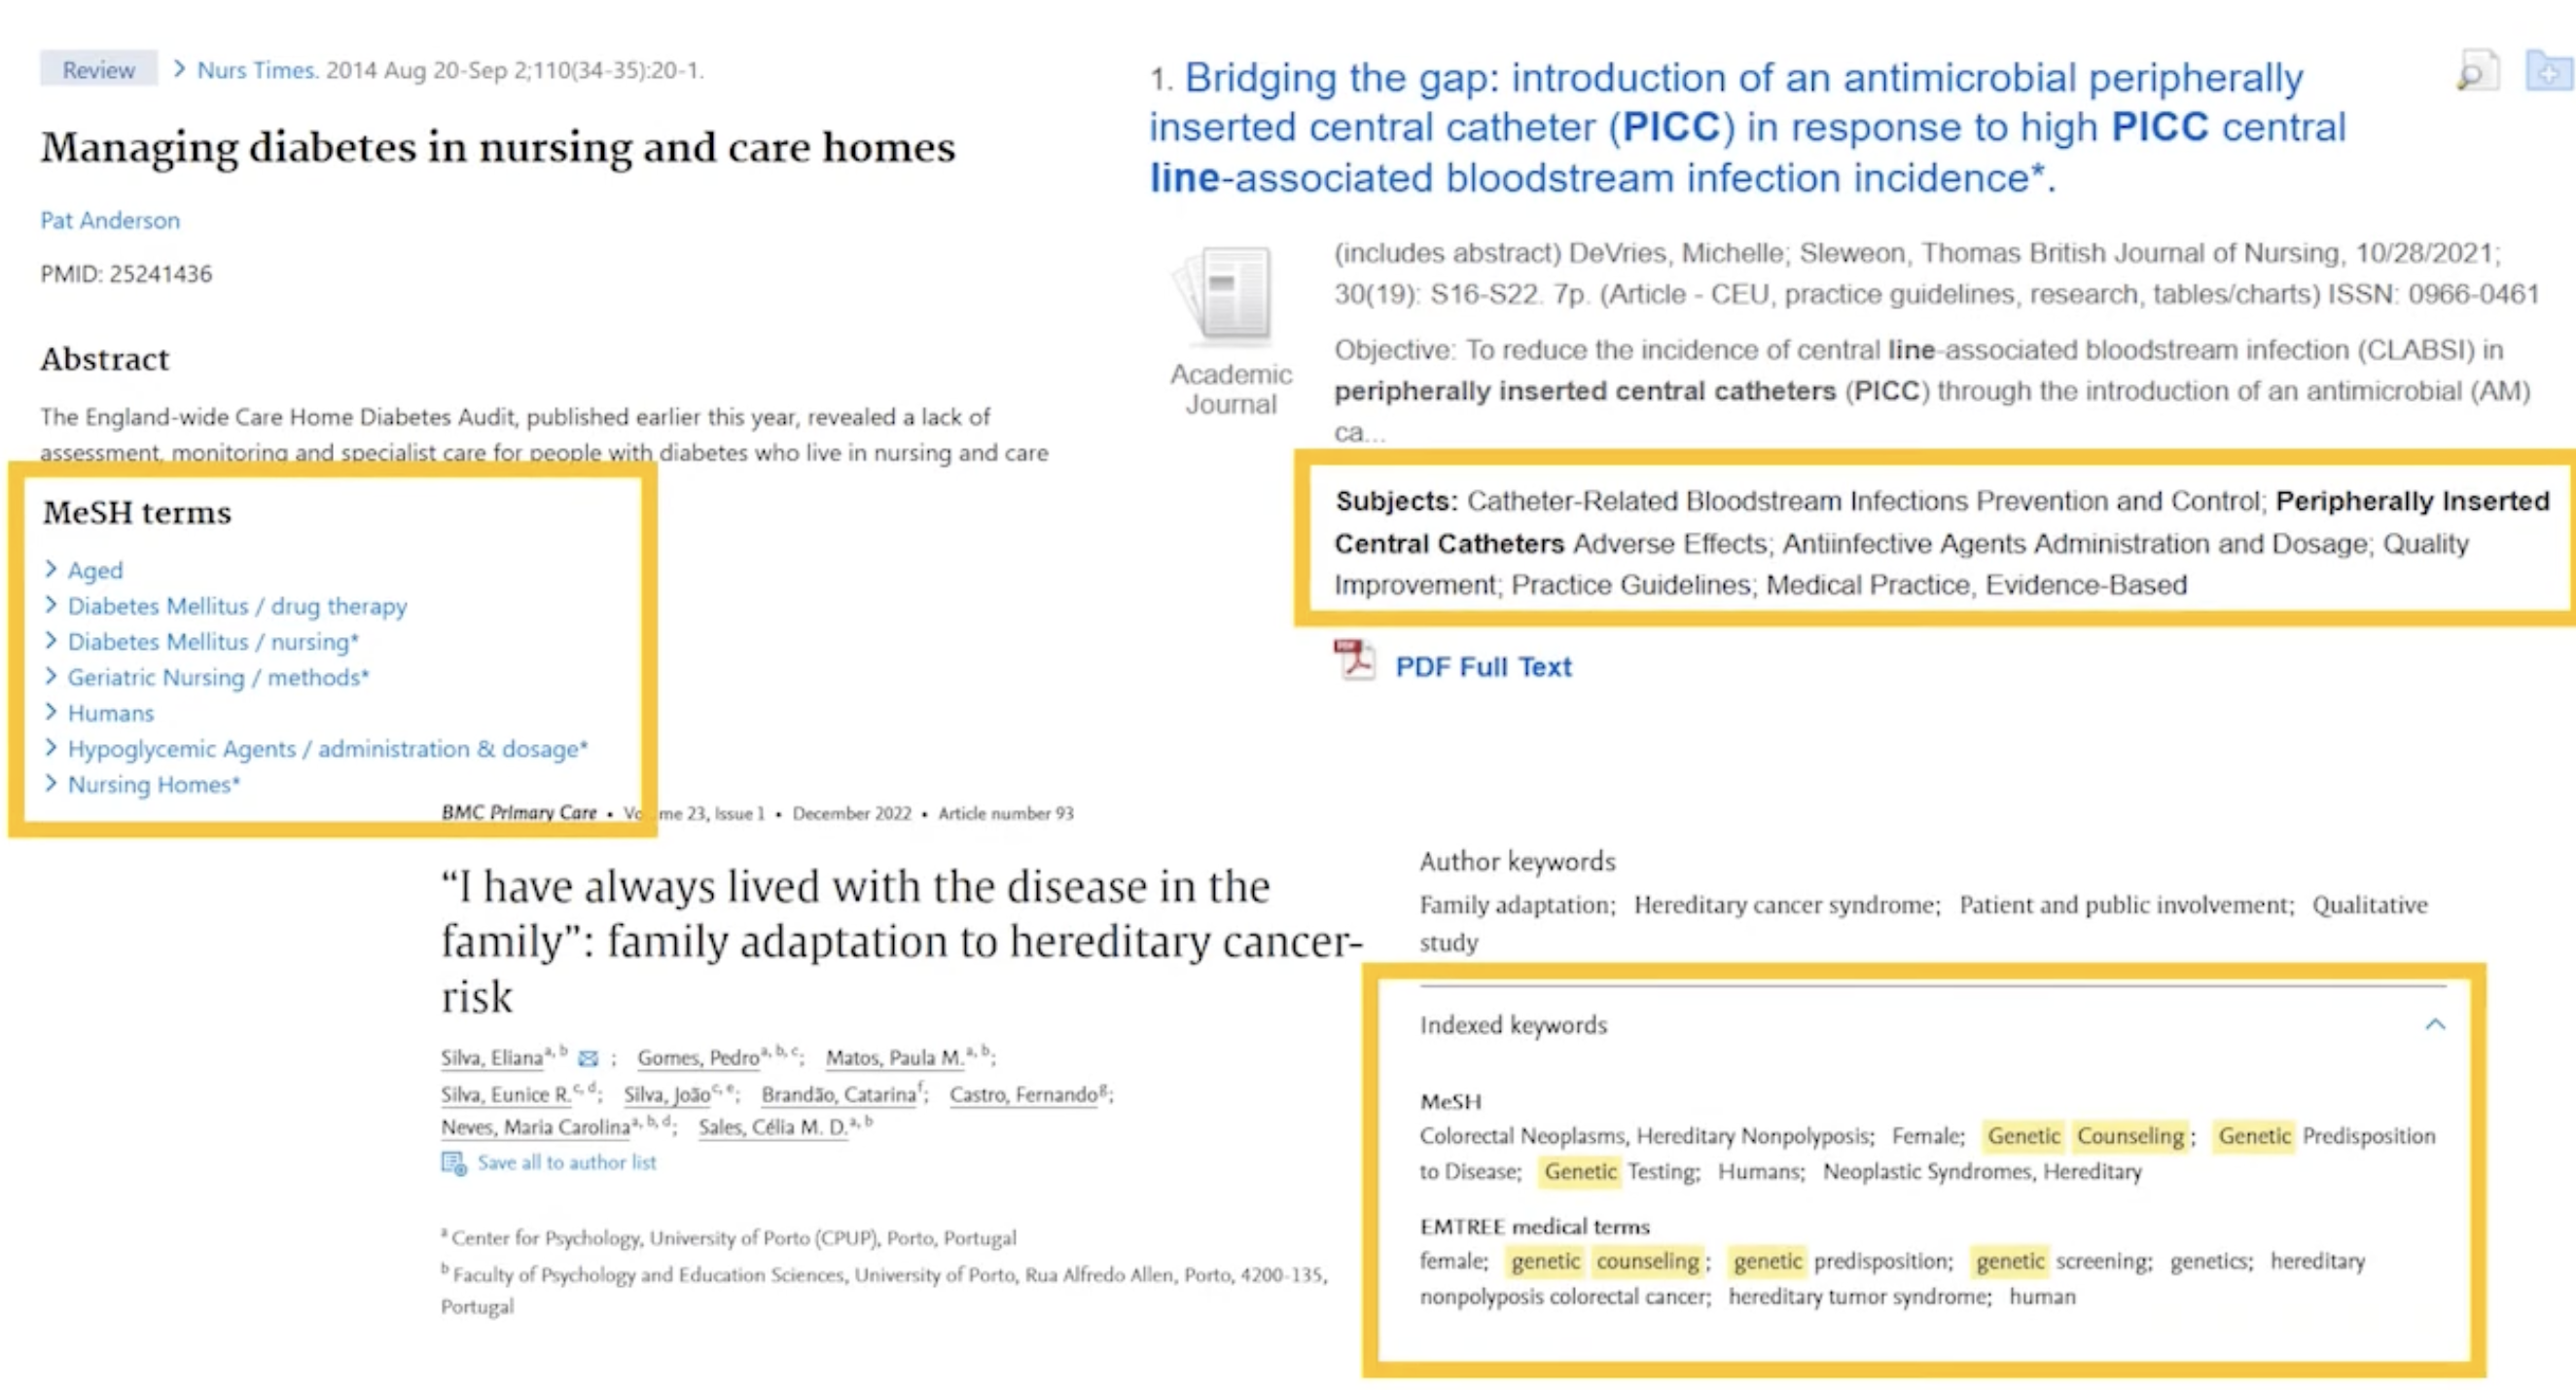 Review > Nurs Times. 2014 Aug 20-Sep 2;110(34-35):20-1.
Managing diabetes in nursing and care homes
Pat Anderson
PMID: 25241436
Abstract
The England-wide Care Home Diabetes Audit, published earlier this year, revealed a lack of
assessment, monitoring and specialist care for people with diabetes who live in nursing and care
MeSH terms
> Aged
> Diabetes Mellitus / drug therapy
> Diabetes Mellitus / nursing*
> Geriatric Nursing / methods*
> Humans
> Hypoglycemic Agents / administration & dosage*
> Nursing Homes*
1. Bridging the gap: introduction of an antimicrobial peripherally
inserted central catheter (PICC) in response to high PICC central
line-associated bloodstream infection incidence*.
Academic
Journal
(includes abstract) DeVries, Michelle; Sleweon, Thomas British Journal of Nursing, 10/28/2021;
30(19): S16-S22. 7p. (Article - CEU, practice guidelines, research, tables/charts) ISSN: 0966-0461
Objective: To reduce the incidence of central line-associated bloodstream infection (CLABSI) in
peripherally inserted central catheters (PICC) through the introduction of an antimicrobial (AM)
ca...
Subjects: Catheter-Related Bloodstream Infections Prevention and Control; Peripherally Inserted
Central Catheters Adverse Effects; Antiinfective Agents Administration and Dosage; Quality
Improvement; Practice Guidelines; Medical Practice, Evidence-Based
PDF Full Text
BMC Primary Care • Vo me 23, Issue 1 • December 2022 • Article number 93
“I have always lived with the disease in the
family”: family adaptation to hereditary cancer-
risk
Silva, Eliana a, b ; Gomes, Pedro a, b, c; Matos, Paula M. a, b;
Silva, Eunice R. c, d; Silva, João c, e; Brandão, Catarina f; Castro, Fernando g;
Neves, Maria Carolina a, b, d; Sales, Célia M. D. a, b
Save all to author list
a Center for Psychology, University of Porto (CPUP), Porto, Portugal
b Faculty of Psychology and Education Sciences, University of Porto, Rua Alfredo Allen, Porto, 4200-135,
Portugal
Author keywords
Family adaptation; Hereditary cancer syndrome; Patient and public involvement; Qualitative
study
Indexed keywords
MeSH
Colorectal Neoplasms, Hereditary Nonpolyposis; Female; Genetic Counseling; Genetic Predisposition
to Disease; Genetic Testing; Humans; Neoplastic Syndromes, Hereditary
EMTREE medical terms
female; genetic counseling; genetic predisposition; genetic screening; genetics; hereditary
nonpolyposis colorectal cancer; hereditary tumor syndrome; human